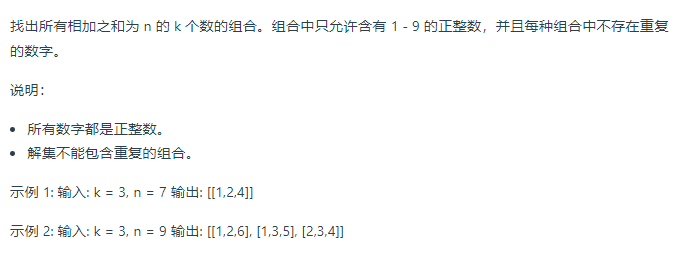 找出所有相加之和为 n 的 k 个数的组合。组合中只允许含有 1 - 9 的正整数，并且每种组合中不存在重复
的数字。
说明：
• 所有数字都是正整数。
• 解集不能包含重复的组合。
示例 1: 输入: k = 3, n = 7 输出: [[1,2,4]]
示例 2: 输入: k = 3, n = 9 输出: [[1,2,6], [1,3,5], [2,3,4]]